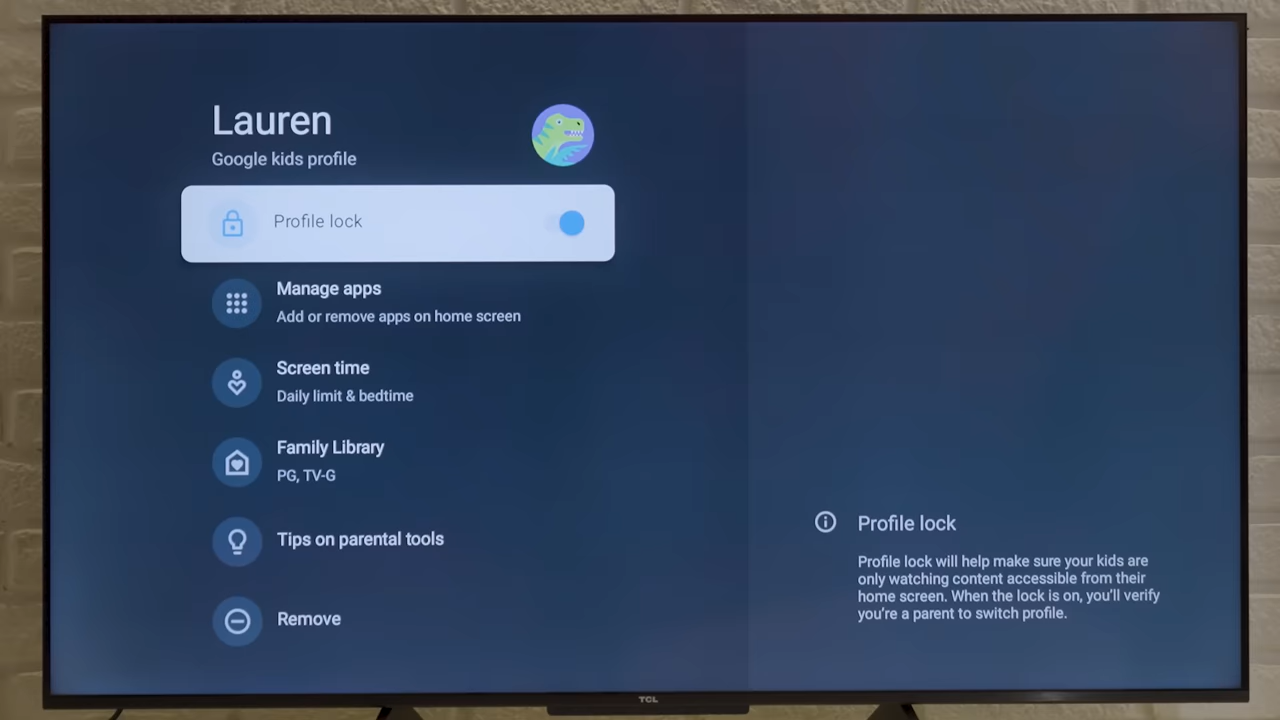 Lauren
Google kids profile
Profile lock
Manage apps
Add or remove apps on home screen
Screen time
Daily limit & bedtime
Family Library
PG, TV-G
Tips on parental tools
Remove
Profile lock
Profile lock will help make sure your kids are
only watching content accessible from their
home screen. When the lock is on, you'll verify
you're a parent to switch profile.
TCL